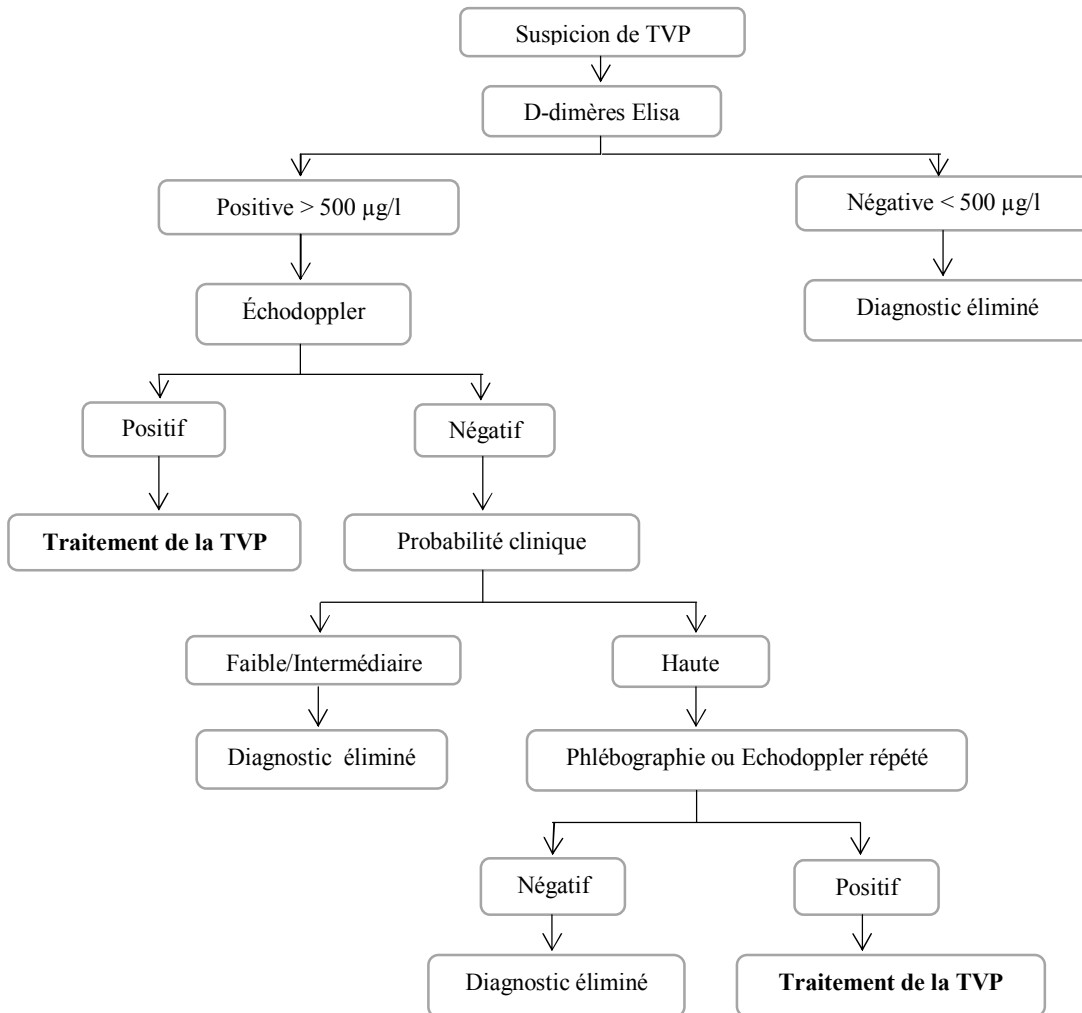 Suspicion de TVP
D-dimères Elisa
Positive > 500 µg/l
Négative < 500 µg/l
Échodoppler
Diagnostic éliminé
Positif
Négatif
Traitement de la TVP
Probabilité clinique
Faible/Intermédiaire
Haute
Diagnostic éliminé
Phlébographie ou Echodoppler répété
Négatif
Positif
Diagnostic éliminé
Traitement de la TVP